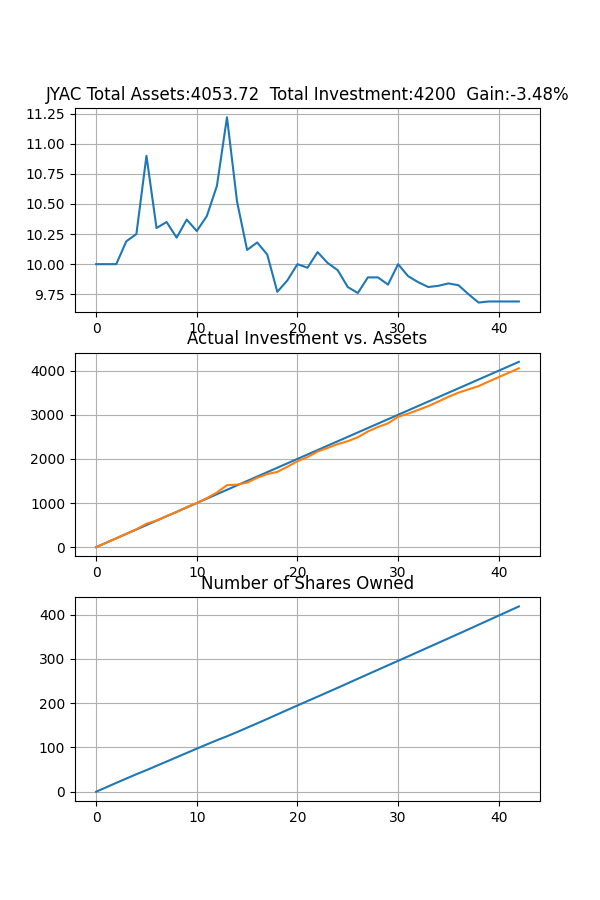 JYAC Total Assets:4053.72  Total Investment:4200  Gain:-3.48%
11.25
11.00
10.75
10.50
10.25
10.00
9.75
0 10 20 30 40
Actual Investment vs. Assets
4000
3000
2000
1000
0
0 10 20 30 40
Number of Shares Owned
400
300
200
100
0
0 10 20 30 40